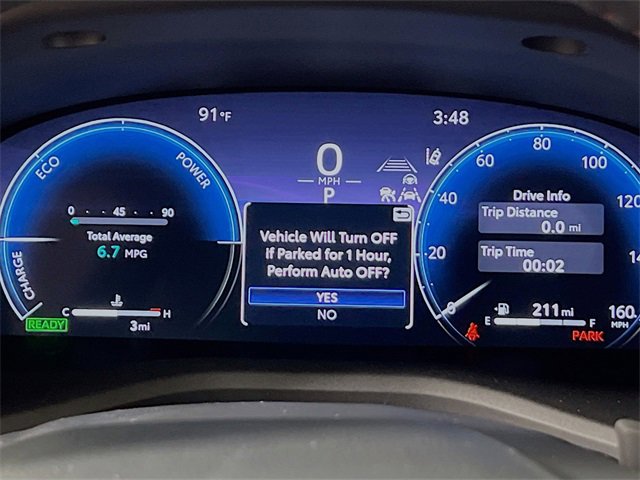 91°F
3:48
ECO
POWER
CHARGE
0 45 90
Total Average
6.7 MPG
C H
READY
3mi
0
MPH
P
Vehicle Will Turn OFF
If Parked for 1 Hour,
Perform Auto OFF?
YES
NO
0 20 40 60 80 100 120 14 160
MPH
Drive Info
Trip Distance
0.0 mi
Trip Time
00:02
211mi
E F
PARK